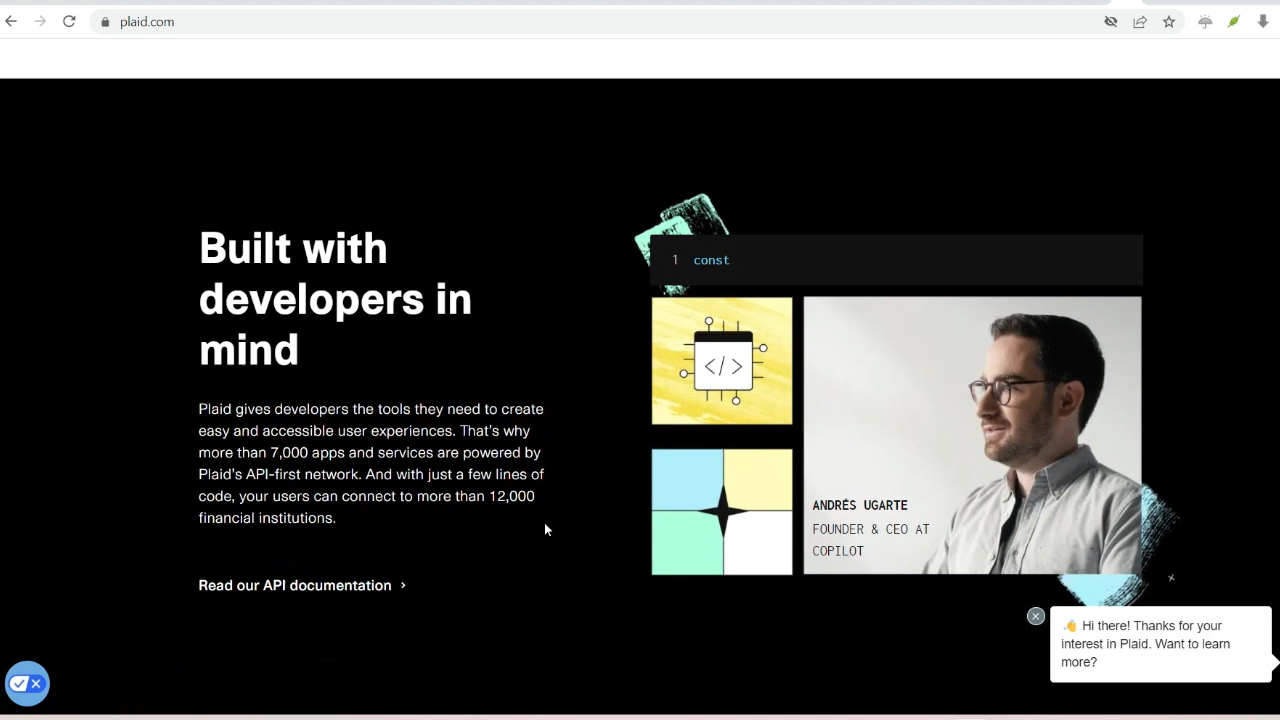 plaid.com
Built with
developers in
mind
Plaid gives developers the tools they need to create
easy and accessible user experiences. That's why
more than 7,000 apps and services are powered by
Plaid's API-first network. And with just a few lines of
code, your users can connect to more than 12,000
financial institutions.
Read our API documentation
1 const
</>
ANDRÉS UGARTE
FOUNDER & CEO AT
COPILOT
Hi there! Thanks for your
interest in Plaid. Want to learn
more?